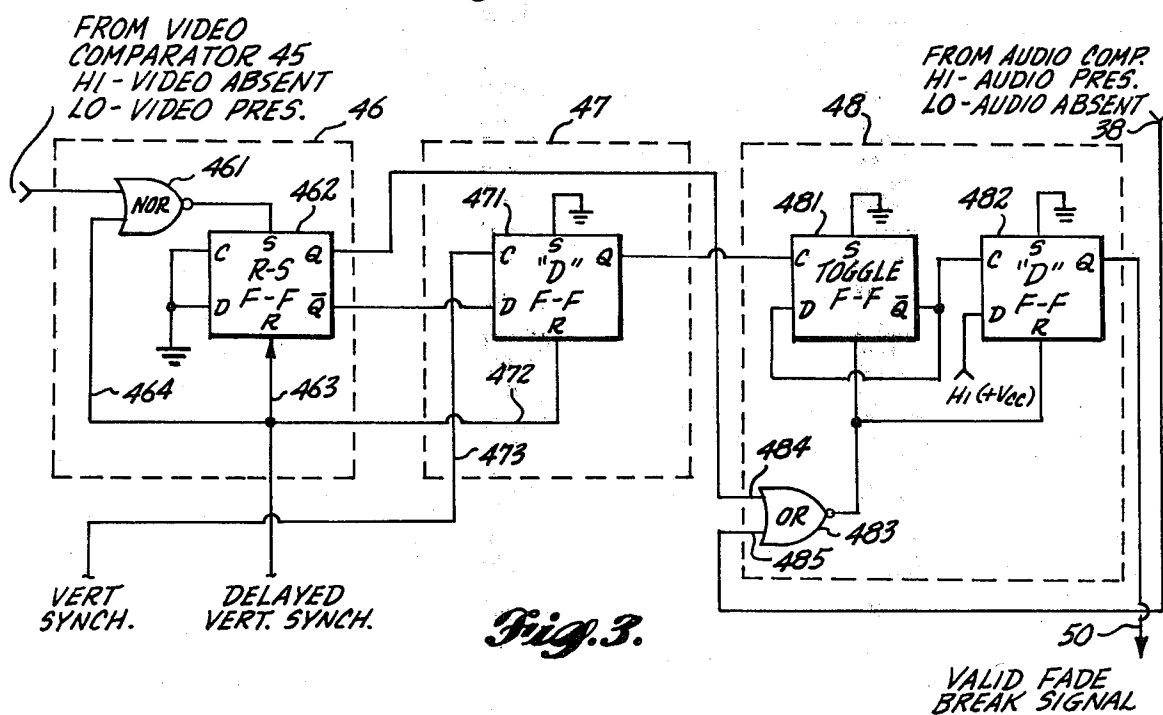 FROM VIDEO
COMPARATOR 45
HI-VIDEO ABSENT
LO-VIDEO PRES.
FROM AUDIO COMP.
HI-AUDIO PRES.
LO-AUDIO ABSENT
38
46
47
48
461
NOR
462
C S Q
R-S
D F-F Q̅
R
464
463
471
C S Q
"D"
D F-F
R
472
473
481
C S
TOGGLE
D F-F Q̅
482
C S Q
"D"
D F-F
R
HI (+VCC)
484
OR
483
485
VERT
SYNCH.
DELAYED
VERT. SYNCH.
Fig. 3.
50
VALID FADE
BREAK SIGNAL